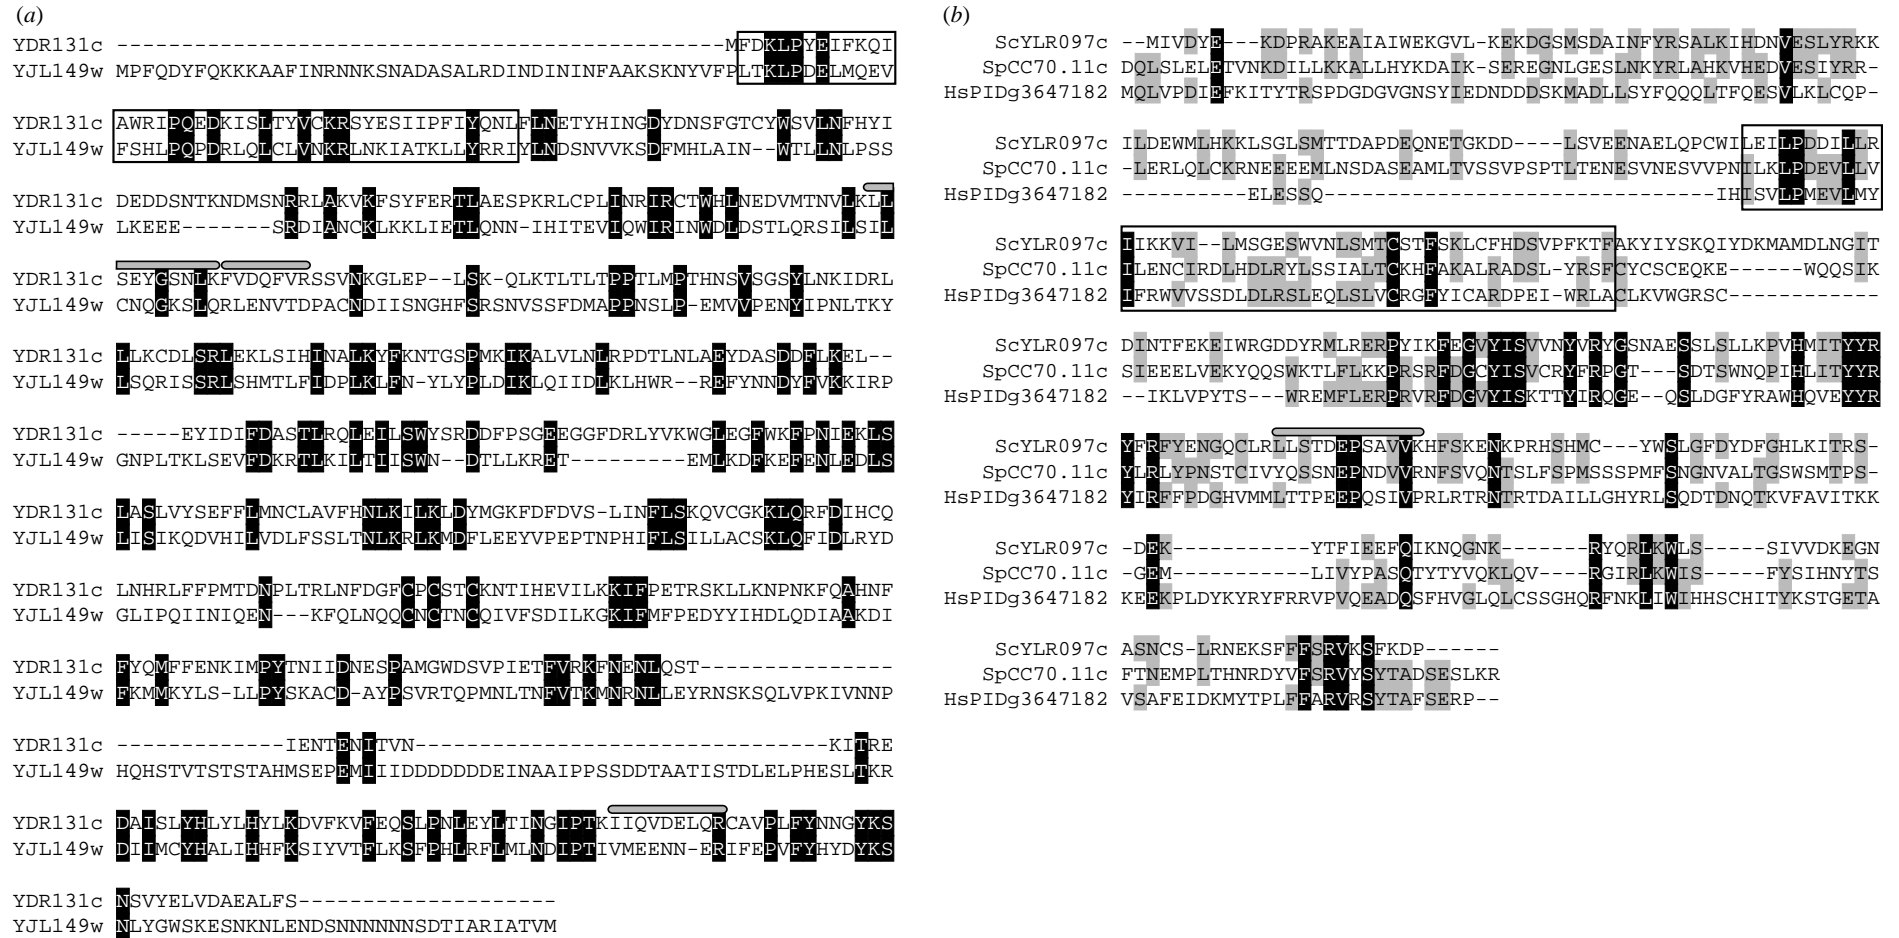 (a)
YDR131c -----------------------------------------------MFDKLPYEIFKQI
YJL149w MPFQDYFQKKKAAFINRNNKSNADASALRDINDININFAAKSKNYVFPLTKLPDELMQEV
YDR131c AWRIPQEDKISLTYVCKRSYESIIPFIYQNLFLNETYHINGDYDNSFGTCYWSVLNFHYI
YJL149w FSHLPQPDRLQLCLVNKRLNKIATKLLYRRIYLNDSNVVKSDFMHLAIN--WTLLNLPSS
YDR131c DEDDSNTKNDMSNRRLAKVKFSYFERTLAESPKRLCPLINRIRCTWHLNEDVMTNVLKLL
YJL149w LKEEE-------SRDIANCKLKKLIETLQNN-IHITEVIQWIRINWDLDSTLQRSILSIL
YDR131c SEYGSNLKFVDQFVRSSVNKGLEP--LSK-QLKTLTLTPPTLMPTHNSVSGSYLNKIDRL
YJL149w CNQGKSLQRLENVTDPACNDIISNGHFSRSNVSSFDMAPPNSLP-EMVVPENYIPNLTKY
YDR131c LLKCDLSRLEKLSIHINALKYFKNTGSPMKIKALVLNLRPDTLNLAEYDASDDFLKEL--
YJL149w LSQRISSRLSHMTLFIDPLKLFN-YLYPLDIKLQIIDLKLHWR--REFYNNDYFVKKIRP
YDR131c -----EYIDIFDASTLRQLEILSWYSRDDFPSGEEGGFDRLYVKWGLEGFWKFPNIEKLS
YJL149w GNPLTKLSEVFDKRTLKILTIISWN--DTLLKRET---------EMLKDFKEFENLEDLS
YDR131c LASLVYSEFFLMNCLAVFHNLKILKLDYMGKFDFDVS-LINFLSKQVCGKKLQRFDIHCQ
YJL149w LISIKQDVHILVDLFSSLTNLKRLKMDFLEEYVPEPTNPHIFLSILLACSKLQFIDLRYD
YDR131c LNHRLFFPMTDNPLTRLNFDGFCPCSTCKNTIHEVILKKIFPETRSKLLKNPNKFQAHNF
YJL149w GLIPQIINIQEN---KFQLNQQCNCTNCQIVFSDILKGKIFMFPEDYYIHDLQDIAAKDI
YDR131c FYQMFFENKIMPYTNIIDNESPAMGWDSVPIETFVRKFNENLQST---------------
YJL149w FKMMKYLS-LLPYSKACD-AYPSVRTQPMNLTNFVTKMNRNLLEYRNSKSQLVPKIVNNP
YDR131c -------------IENTENITVN--------------------------------KITRE
YJL149w HQHSTVTSTSTAHMSEPEMIIIDDDDDDDEINAAIPPSSDDTAATISTDLELPHESLTKR
YDR131c DAISLYHLYLHYLKDVFKVFEQSLPNLEYLTINGIPTKIIQVDELQRCAVPLFYNNGYKS
YJL149w DIIMCYHALIHHFKSIYVTFLKSFPHLRFLMLNDIPTIVMEENN-ERIFEPVFYHYDYKS
YDR131c NSVYELVDAEALFS--------------------
YJL149w NLYGWSKESNKNLENDSNNNNNNSDTIARIATVM
(b)
ScYLR097c --MIVDYE---KDPRAKEAIAIWEKGVL-KEKDGSMSDAINFYRSALKIHDNVESLYRKK
SpCC70.11c DQLSLELETVNKDILLKKALLHYKDAIK-SEREGNLGESLNKYRLAHKVHEDVESIYRR-
HsPIDg3647182 MQLVPDIEFKITYTRSPDGDGVGNSYIEDNDDDSKMADLLSYFQQQLTFQESVLKLCQP-
ScYLR097c ILDEWMLHKKLSGLSMTTDAPDEQNETGKDD----LSVEENAELQPCWILEILPDDILLR
SpCC70.11c -LERLQLCKRNEEEEMLNSDASEAMLTVSSVPSPTLTENESVNESVVPNILKLPDEVLLV
HsPIDg3647182 ----------ELESSQ-------------------------------IHISVLPMEVLMY
ScYLR097c IIKKVI--LMSGESWVNLSMTCSTFSKLCFHDSVPFKTFAKYIYSKQIYDKMAMDLNGIT
SpCC70.11c ILENCIRDLHDLRYLSSIALTCKHFAKALRADSL-YRSFCYCSCEQKE------WQQSIK
HsPIDg3647182 IFRWVVSSDLDLRSLEQLSLVCRGFYICARDPEI-WRLACLKVWGRSC------------
ScYLR097c DINTFEKEIWRGDDYRMLRERPYIKFEGVYISVVNYVRYGSNAESSLSLLKPVHMITYYR
SpCC70.11c SIEEELVEKYQQSWKTLFLKKPRSRFDGCYISVCRYFRPGT---SDTSWNQPIHLITYYR
HsPIDg3647182 --IKLVPYTS---WREMFLERPRVRFDGVYISKTTYIRQGE--QSLDGFYRAWHQVEYYR
ScYLR097c YFRFYENGQCLRLLSTDEPSAVVKHFSKENKPRHSHMC---YWSLGFDYDFGHLKITRS-
SpCC70.11c YLRLYPNSTCIVYQSSNEPNDVVRNFSVQNTSLFSPMSSSPMFSNGNVALTGSWSMTPS-
HsPIDg3647182 YIRFFPDGHVMMLTTPEEPQSIVPRLRTRNTRTDAILLGHYRLSQDTDNQTKVFAVITKK
ScYLR097c -DEK-----------YTFIEEFQIKNQGNK-------RYQRLKWLS-----SIVVDKEGN
SpCC70.11c -GEM-----------LIVYPASQTYTYVQKLQV----RGIRLKWIS-----FYSIHNYTS
HsPIDg3647182 KEEKPLDYKYRYFRRVPVQEADQSFHVGLQLCSSGHQRFNKLIWIHHSCHITYKSTGETA
ScYLR097c ASNCS-LRNEKSFFFSRVKSFKDP------
SpCC70.11c FTNEMPLTHNRDYVFSRVYSYTADSESLKR
HsPIDg3647182 VSAFEIDKMYTPLFFARVRSYTAFSERP--